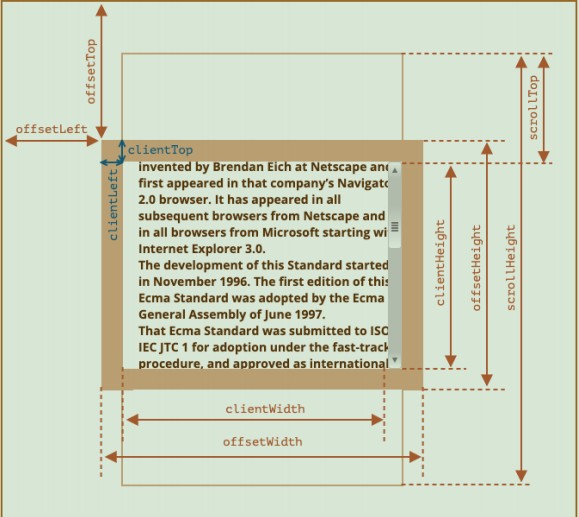 offsetTop
scrollTop
offsetLeft
clientTop
clientLeft
invented by Brendan Eich at Netscape and
first appeared in that company's Navigato
2.0 browser. It has appeared in all
subsequent browsers from Netscape and
in all browsers from Microsoft starting wi
Internet Explorer 3.0.
The development of this Standard started
in November 1996. The first edition of this
Ecma Standard was adopted by the Ecma
General Assembly of June 1997.
That Ecma Standard was submitted to ISO
IEC JTC 1 for adoption under the fast-track
procedure, and approved as international
clientHeight
offsetHeight
scrollHeight
clientWidth
offsetWidth